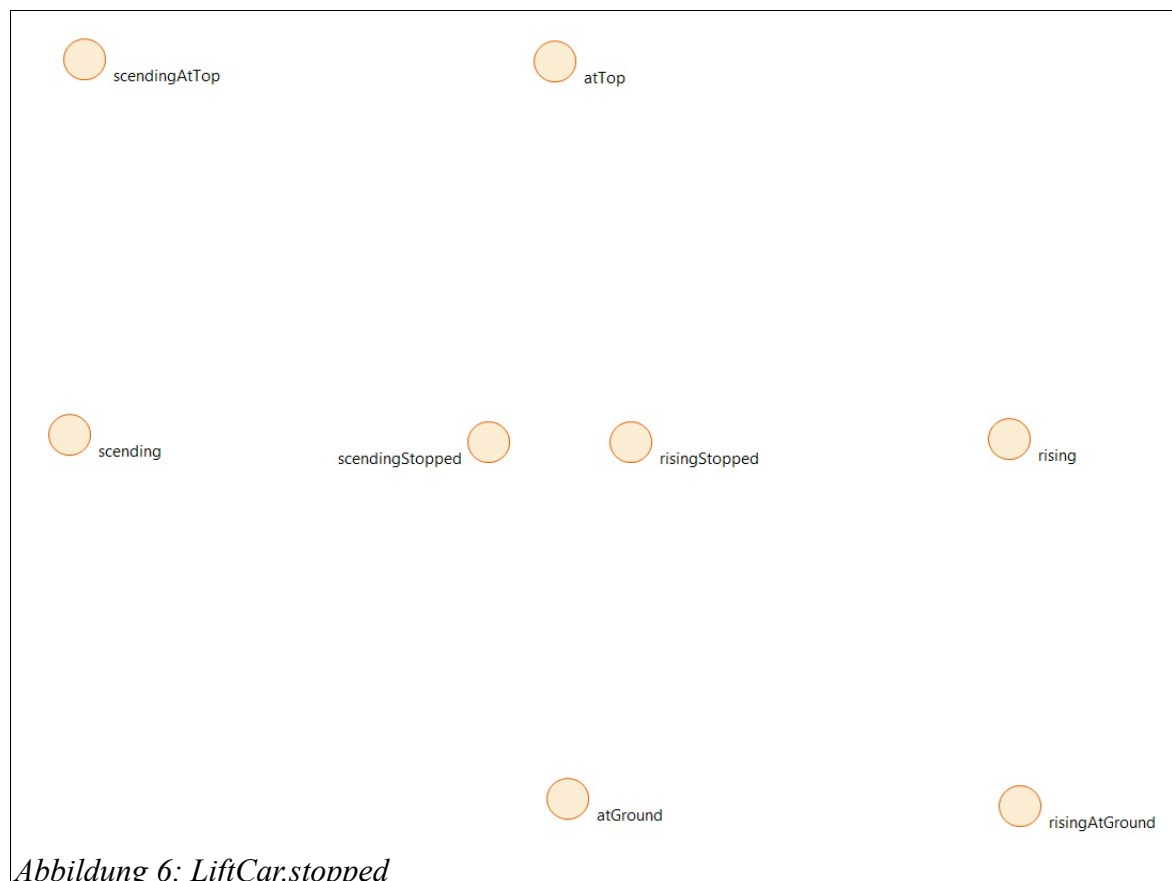 scendingAtTop
atTop
scending
scendingStopped
risingStopped
rising
atGround
risingAtGround
Abbildung 6: LiftCar.stopped